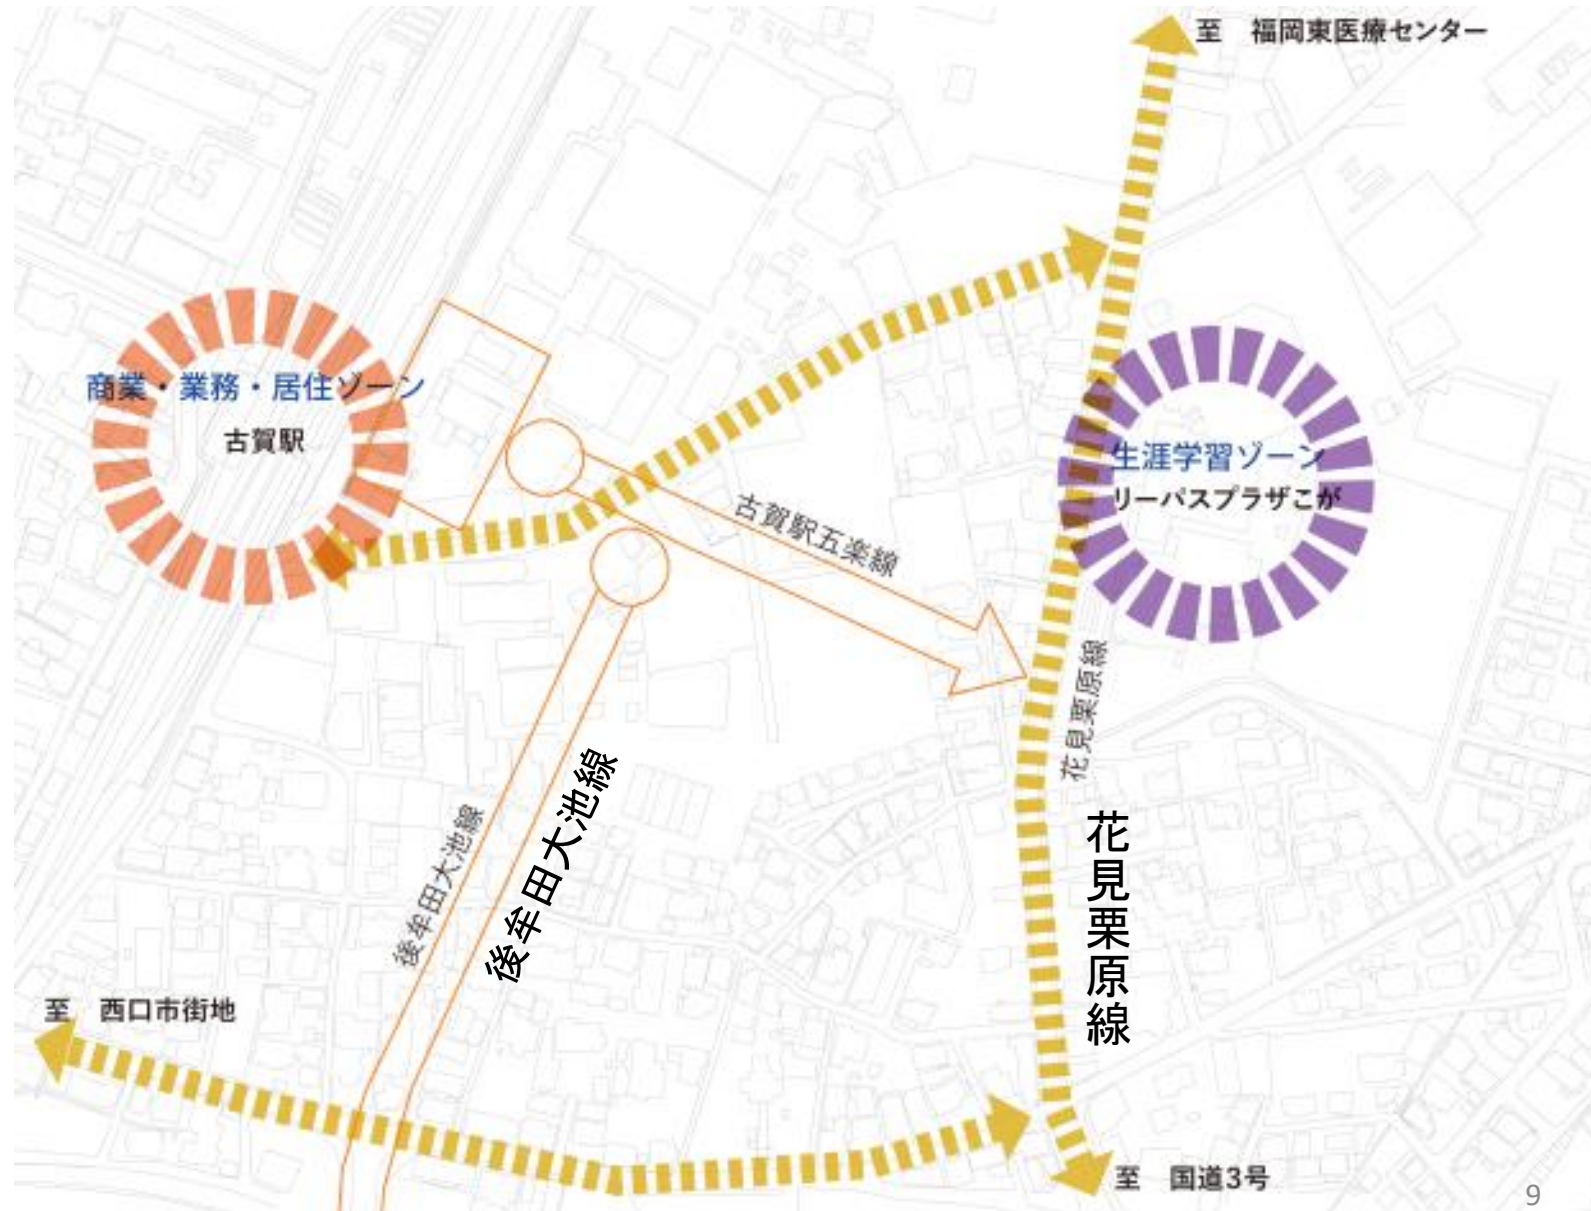 至　福岡東医療センター
商業・業務・居住ゾーン
古賀駅
生涯学習ゾーン
リーパスプラザこが
古賀駅五楽線
花見栗原線
後牟田大池線
後牟田大池線
花見栗原線
至　西口市街地
至　国道3号
9